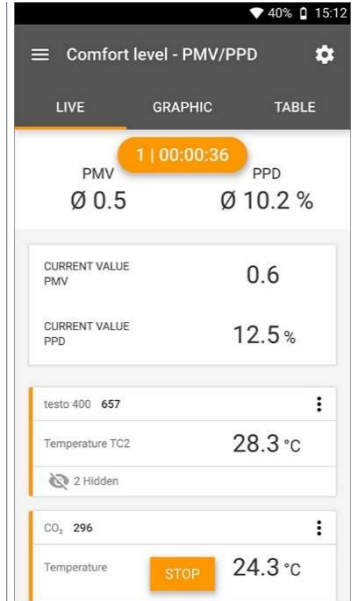 40% 15:12
Comfort level - PMV/PPD
LIVE GRAPHIC TABLE
1 | 00:00:36
PMV PPD
Ø 0.5 Ø 10.2 %
CURRENT VALUE
PMV
0.6
CURRENT VALUE
PPD
12.5 %
testo 400 657
Temperature TC2 28.3 °C
2 Hidden
CO₂ 296
Temperature 24.3 °C
STOP